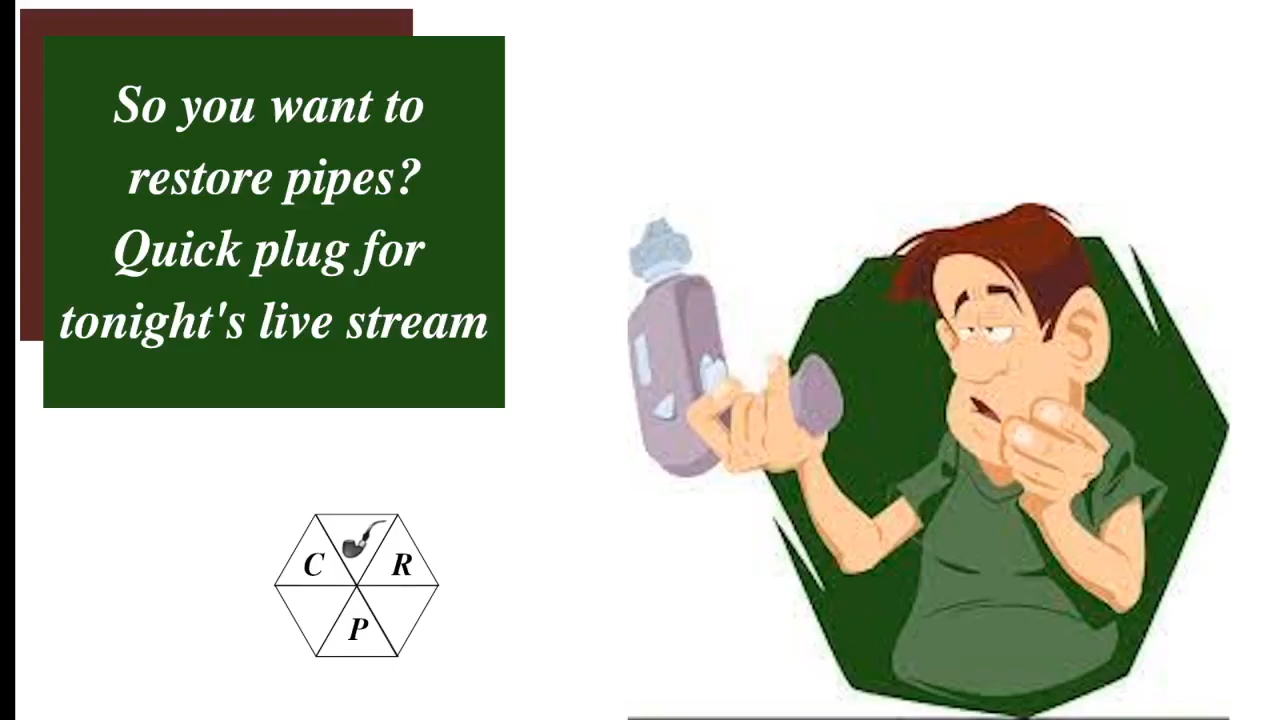 So you want to
restore pipes?
Quick plug for
tonight's live stream
C R
P